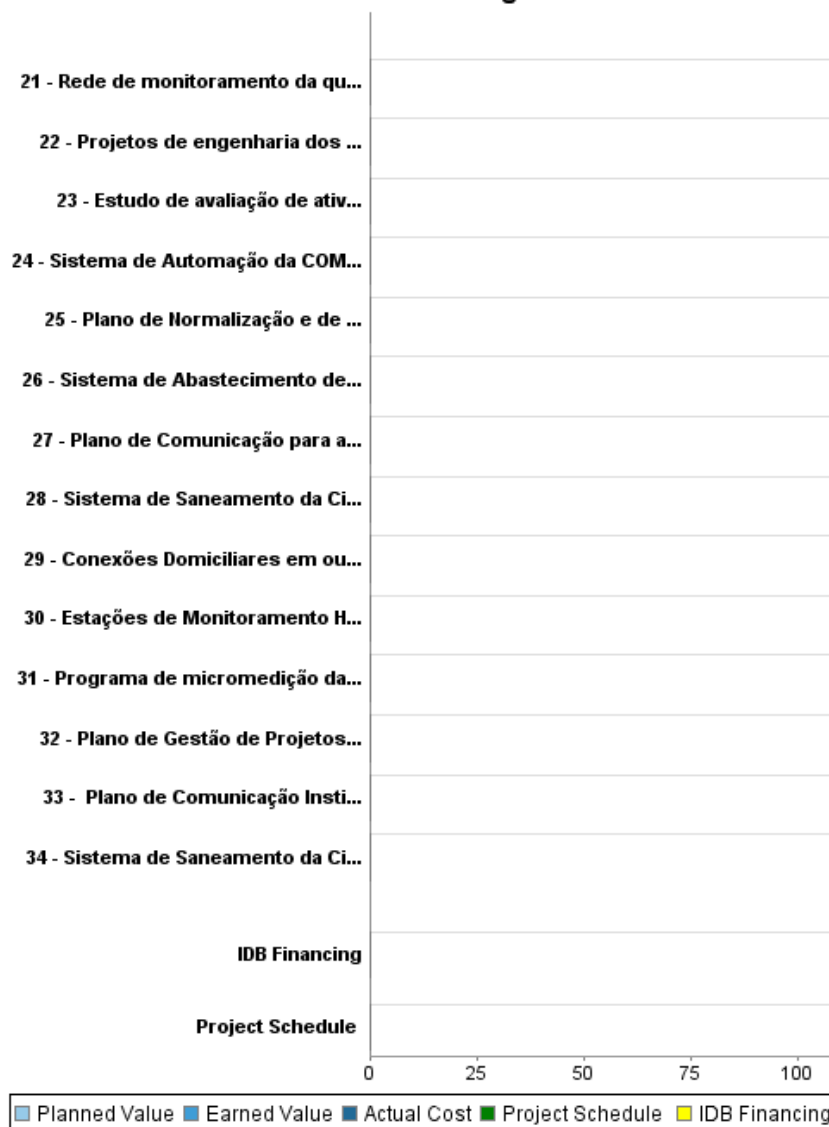 21 - Rede de monitoramento da qu...
22 - Projetos de engenharia dos ...
23 - Estudo de avaliação de ativ...
24 - Sistema de Automação da COM...
25 - Plano de Normalização e de ...
26 - Sistema de Abastecimento de...
27 - Plano de Comunicação para a...
28 - Sistema de Saneamento da Ci...
29 - Conexões Domiciliares em ou...
30 - Estações de Monitoramento H...
31 - Programa de micromedição da...
32 - Plano de Gestão de Projetos...
33 -  Plano de Comunicação Insti...
34 - Sistema de Saneamento da Ci...
IDB Financing
Project Schedule
0 25 50 75 100
Planned Value Earned Value Actual Cost Project Schedule IDB Financing